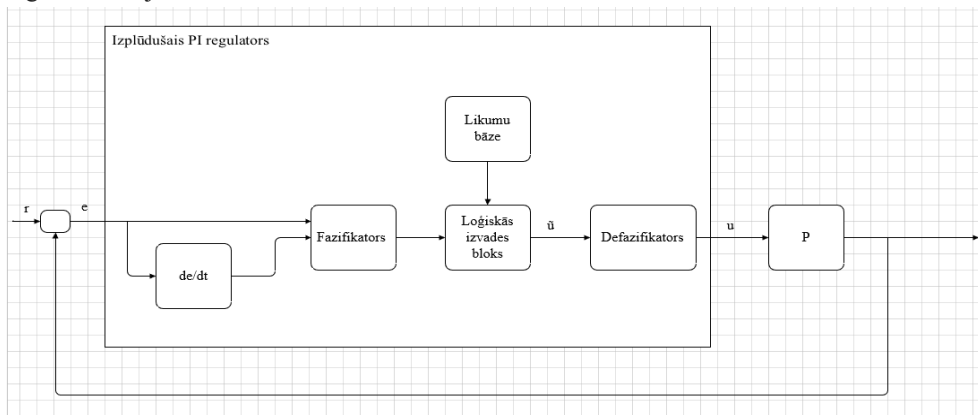 Izplūdušais PI regulators
Likumu
bāze
r
e
Fazifikators
Loģiskās
izvades
bloks
ũ
Defazifikators
u
P
de/dt